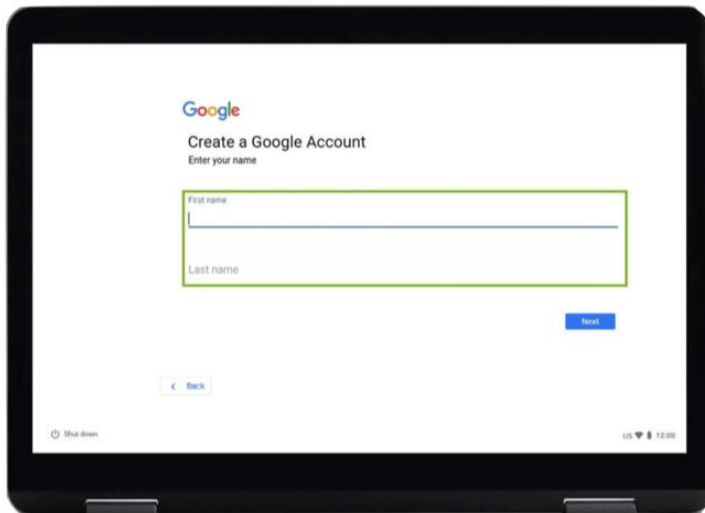 Google
Create a Google Account
Enter your name
First name
Last name
Next
Back
Shut down
US 12:00